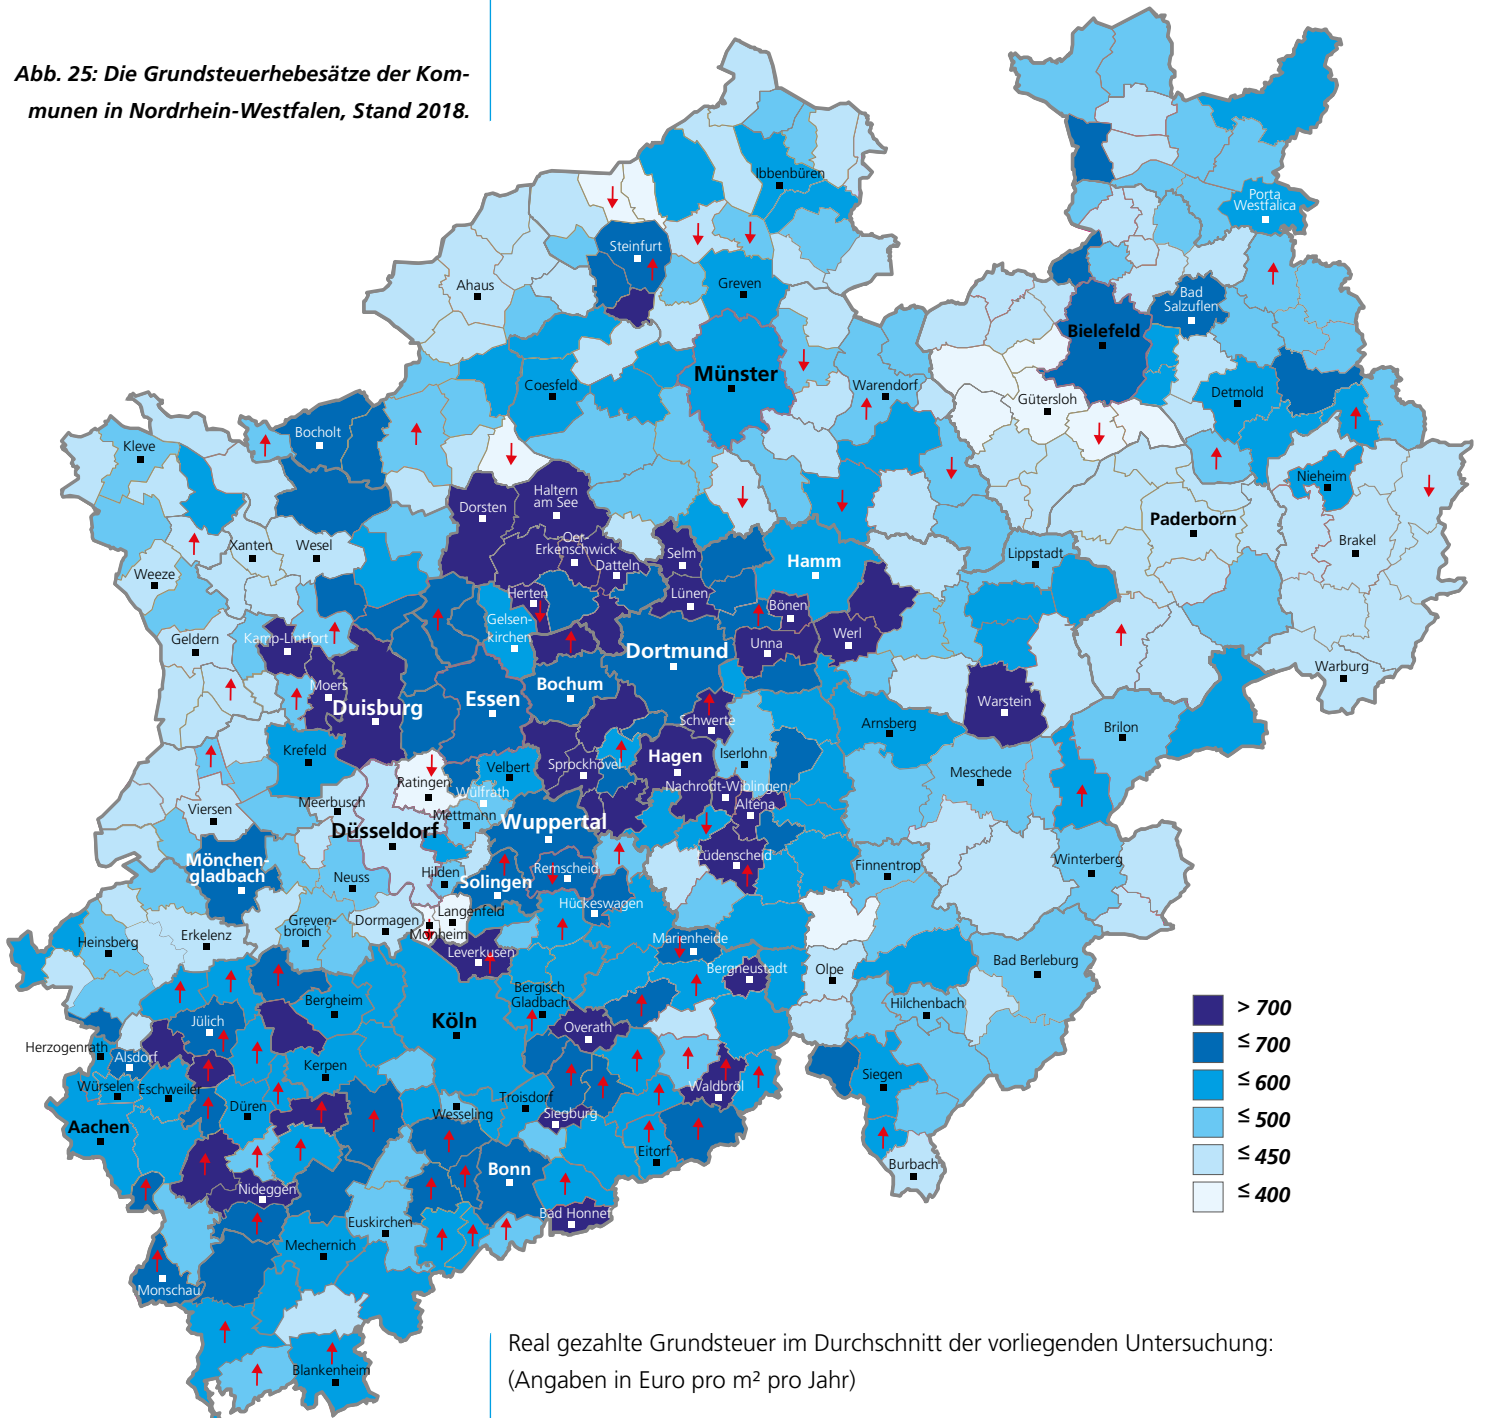 Abb. 25: Die Grundsteuerhebesätze der Kom-
munen in Nordrhein-Westfalen, Stand 2018.
Ibbenbüren
Porta
Westfalica
Steinfurt
Ahaus
Greven
Bad
Salzuflen
Bielefeld
Münster
Coesfeld
Warendorf
Gütersloh
Detmold
Bocholt
Kleve
Nieheim
Haltern
am See
Dorsten
Paderborn
Xanten
Wesel
Oer-
Erkenschwick
Selm
Datteln
Hamm
Lippstadt
Brakel
Weeze
Herten
Lünen
Bönen
Gelsen-
kirchen
Geldern
Kamp-Lintfort
Dortmund
Unna
Werl
Warburg
Moers
Duisburg
Essen
Bochum
Schwerte
Warstein
Arnsberg
Brilon
Krefeld
Velbert
Sprockhövel
Hagen
Iserlohn
Meschede
Ratingen
Wülfrath
Nachrodt-Wiblingen
Altena
Viersen
Meerbusch
Mettmann
Düsseldorf
Wuppertal
Mönchen-
gladbach
Lüdenscheid
Finnentrop
Winterberg
Neuss
Hilden
Solingen
Remscheid
Hückeswagen
Langenfeld
Dormagen
Monheim
Greven-
broich
Erkelenz
Heinsberg
Leverkusen
Marienheide
Bergneustadt
Olpe
Bad Berleburg
Hilchenbach
Bergheim
Bergisch
Gladbach
Köln
Overath
Jülich
Herzogenrath
Alsdorf
Kerpen
Würselen
Eschweiler
Düren
Wesseling
Troisdorf
Siegburg
Waldbröl
Siegen
Aachen
Eitorf
Burbach
Bonn
Nideggen
Bad Honnef
Euskirchen
Mechernich
Monschau
Blankenheim
> 700
≤ 700
≤ 600
≤ 500
≤ 450
≤ 400
Real gezahlte Grundsteuer im Durchschnitt der vorliegenden Untersuchung:
(Angaben in Euro pro m² pro Jahr)